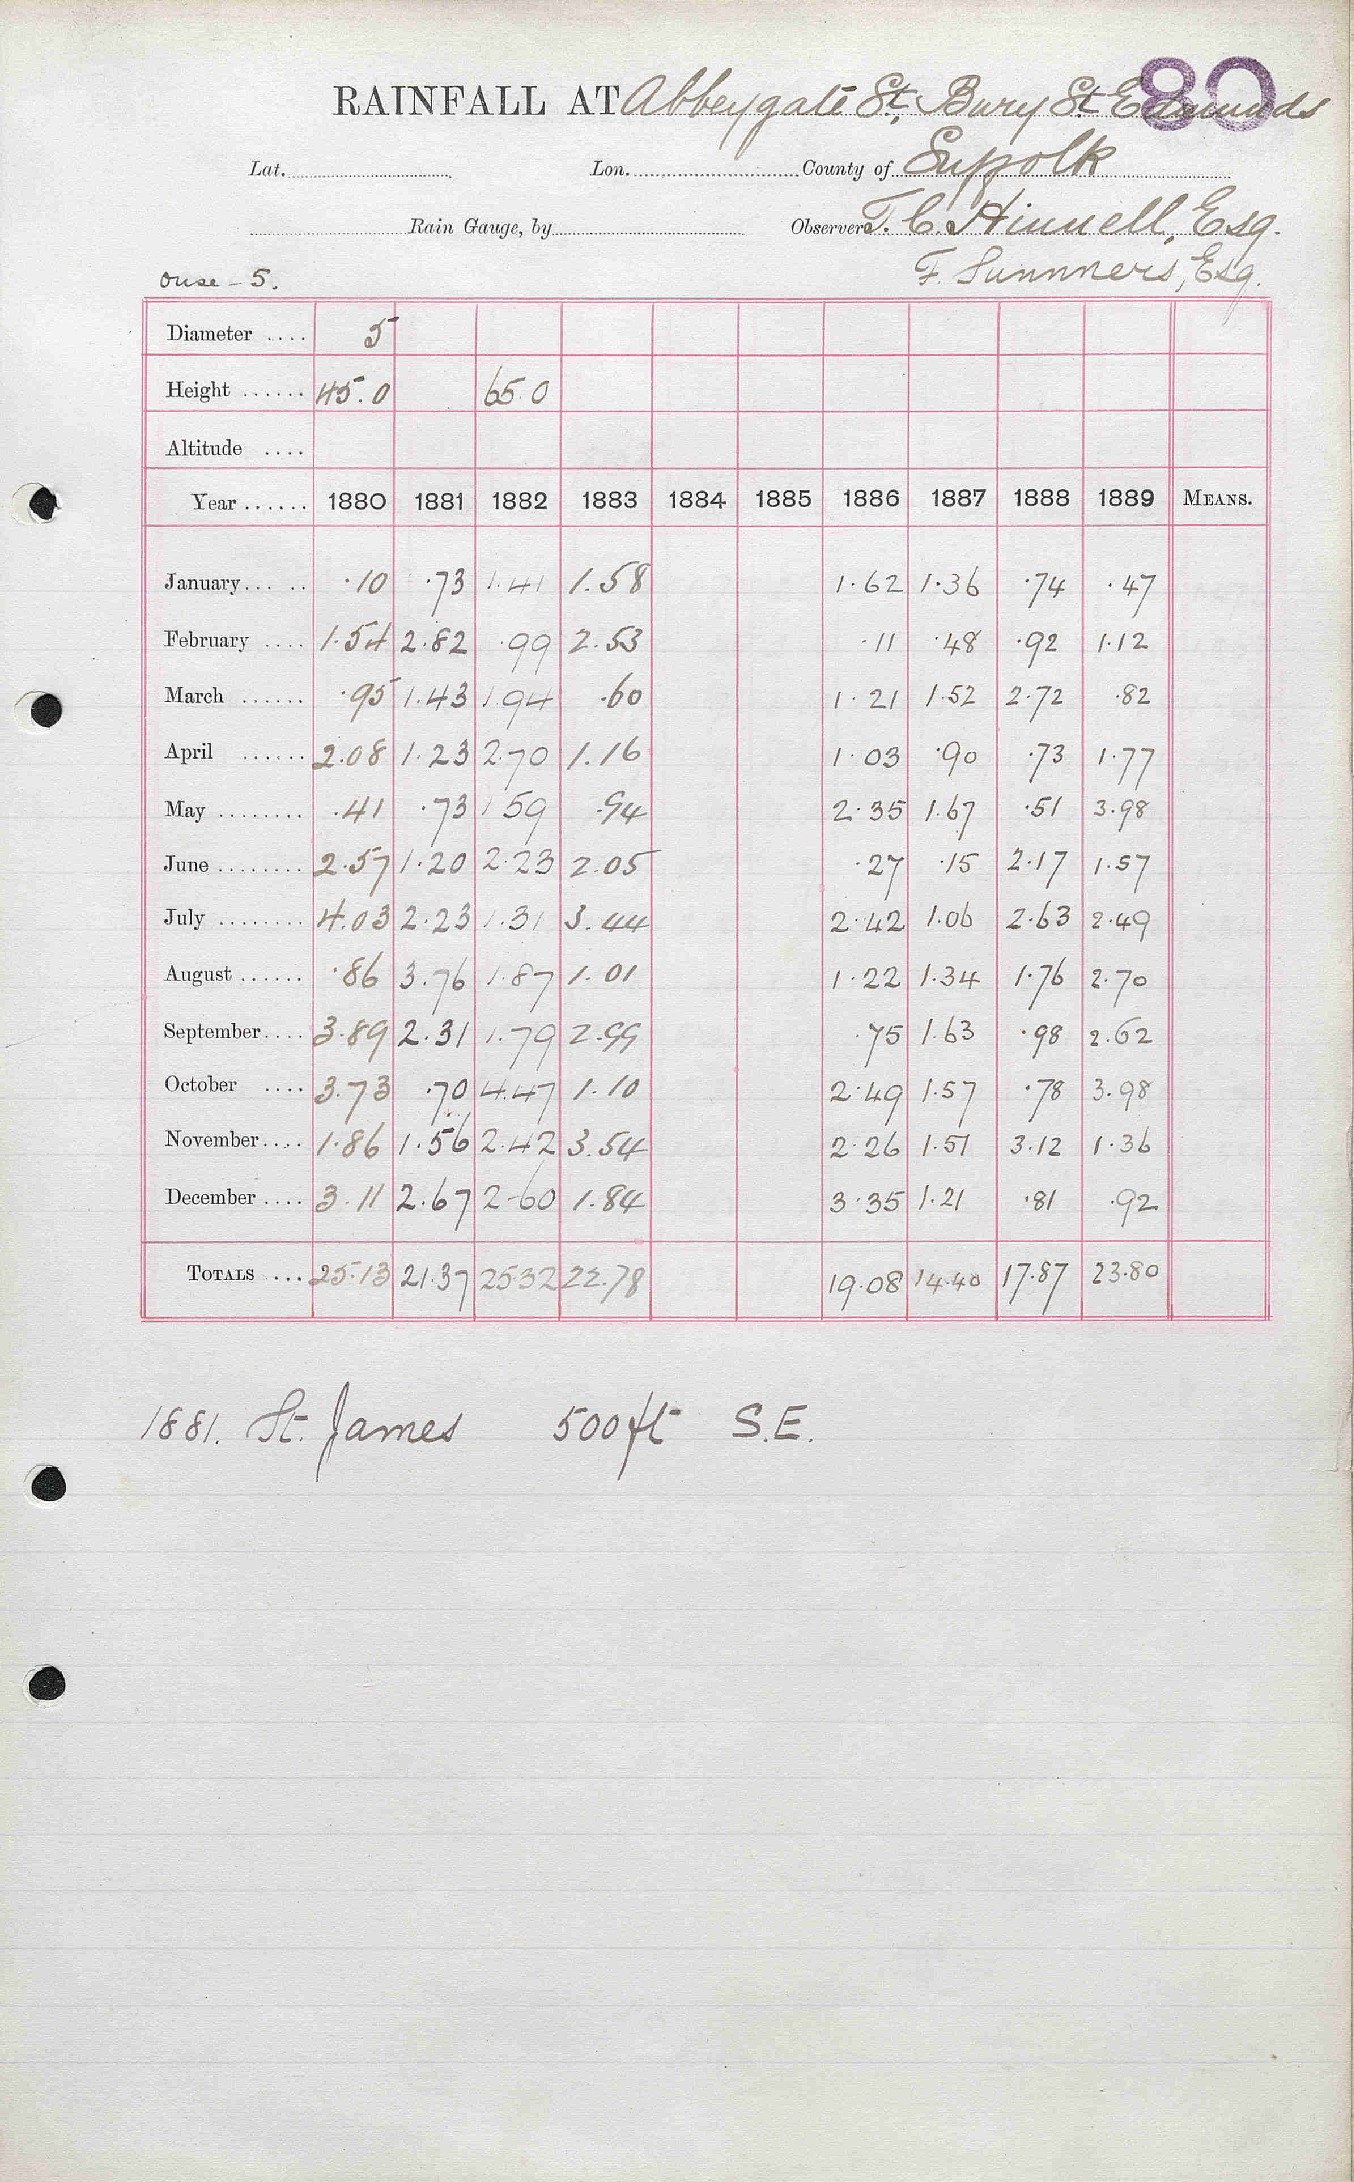 80
RAINFALL AT Abbeygate St, Bury St Edmunds
Lat. Lon. County of Suffolk
Rain Gauge, by Observer T. C. Hinnell, Esq.
F. Summers, Esq.
Ouse - 5.
Diameter .... 5
Height ...... 45.0 65.0
Altitude ....
Year ...... 1880 1881 1882 1883 1884 1885 1886 1887 1888 1889 MEANS.
January... .. .10 .73 1.41 1.58 1.62 1.36 .74 .47
February .... 1.54 2.82 .99 2.53 .11 .48 .92 1.12
March ...... .95 1.43 1.94 .60 1.21 1.52 2.72 .82
April ...... 2.08 1.23 2.70 1.16 1.03 .90 .73 1.77
May ........ .41 .73 1.59 .94 2.35 1.67 .51 3.98
June ........ 2.57 1.20 2.23 2.05 .27 .15 2.17 1.57
July ........ 4.03 2.23 1.31 3.44 2.42 1.06 2.63 2.49
August ...... .86 3.76 1.87 1.01 1.22 1.34 1.76 2.70
September.... 3.89 2.31 1.79 2.99 .75 1.63 .98 2.62
October .... 3.73 .70 4.47 1.10 2.49 1.57 .78 3.98
November.... 1.86 1.56 2.42 3.54 2.26 1.51 3.12 1.36
December .... 3.11 2.67 2.60 1.84 3.35 1.21 .81 .92
TOTALS ... 25.13 21.37 25.32 22.78 19.08 14.40 17.87 23.80
1881. St. James 500 ft S.E.